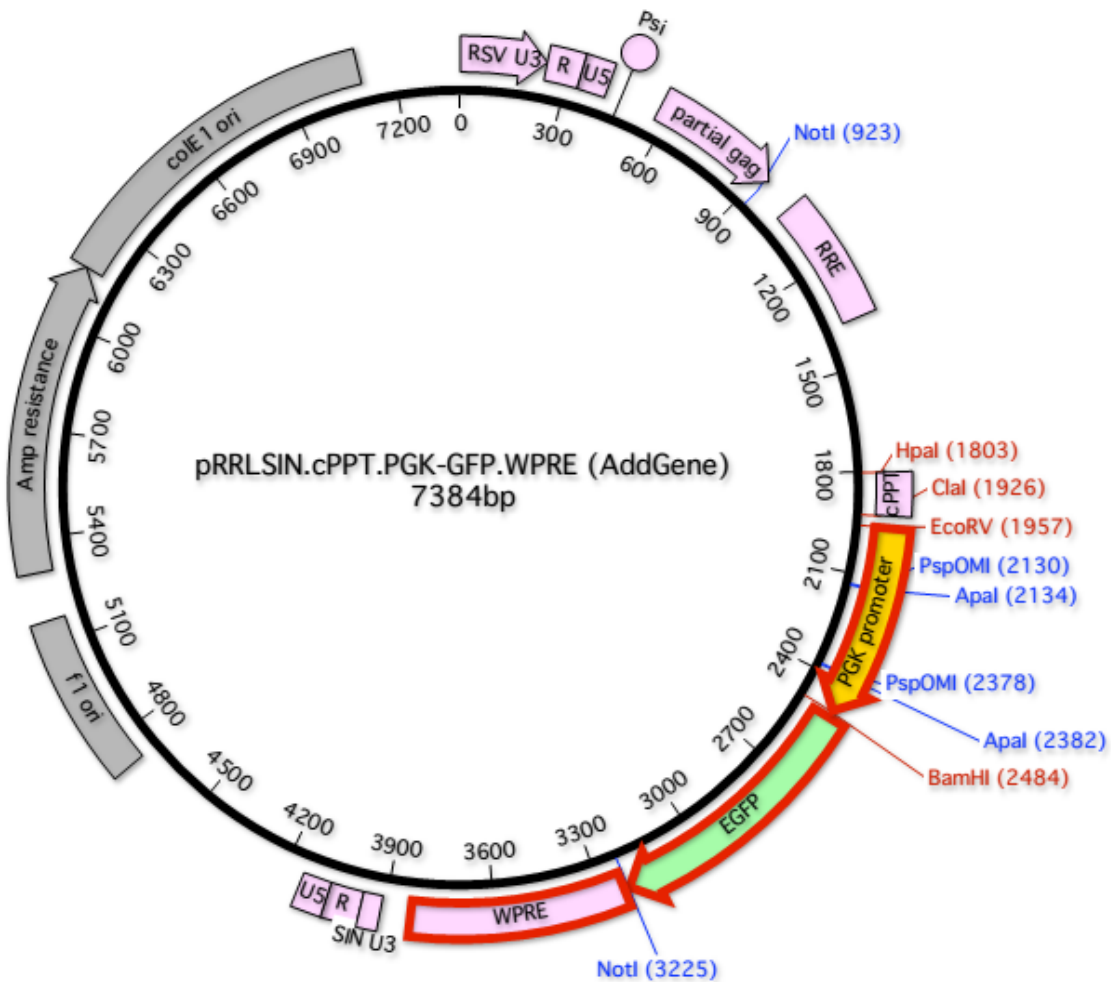 Psi
RSV U3
R
U5
partial gag
NotI (923)
RRE
HpaI (1803)
cPPT
ClaI (1926)
EcoRV (1957)
PspOMI (2130)
ApaI (2134)
PGK promoter
PspOMI (2378)
ApaI (2382)
BamHI (2484)
EGFP
NotI (3225)
WPRE
SIN U3
R
U5
f1 ori
Amp resistance
colE1 ori
0
300
600
900
1200
1500
1800
2100
2400
2700
3000
3300
3600
3900
4200
4500
4800
5100
5400
5700
6000
6300
6600
6900
7200
pRRLSIN.cPPT.PGK-GFP.WPRE (AddGene)
7384bp